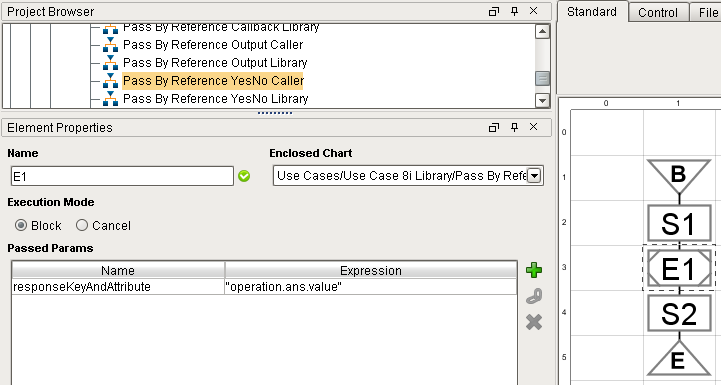 Project Browser
Pass By Reference Callback Library
Pass By Reference Output Caller
Pass By Reference Output Library
Pass By Reference YesNo Caller
Pass By Reference YesNo Library
Element Properties
Name
Enclosed Chart
E1
Use Cases/Use Case 8i Library/Pass By Refe
Execution Mode
Block
Cancel
Passed Params
Name
Expression
responseKeyAndAttribute
"operation.ans.value"
Standard
Control
File
0
1
0
1
B
2
S1
3
E1
4
S2
5
E